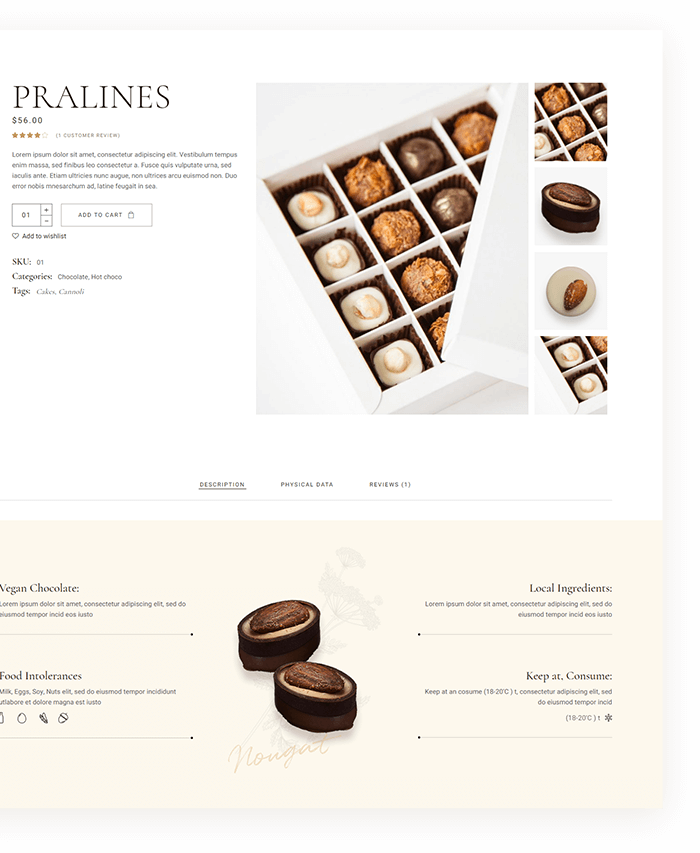 PRALINES
$56.00
(1 CUSTOMER REVIEW)
Lorem ipsum dolor sit amet, consectetur adipiscing elit. Vestibulum tempus
enim massa, sed finibus leo consectetur a. Fusce quis vulputate urna, sed
iaculis ante. Etiam ultricies nunc augue, non ultrices arcu euismod non. Duo
error nobis mnesarchum ad, latine feugait in sea.
01 + -
ADD TO CART
Add to wishlist
SKU: 01
Categories: Chocolate, Hot choco
Tags: Cakes, Cannoli
DESCRIPTION PHYSICAL DATA REVIEWS (1)
Vegan Chocolate:
Lorem ipsum dolor sit amet, consectetur adipiscing elit, sed do
eiusmod tempor incid eos iusto
Local Ingredients:
Lorem ipsum dolor sit amet, consectetur adipiscing elit, sed do
eiusmod tempor incid eos iusto
Food Intolerances
Milk, Eggs, Soy, Nuts elit, sed do eiusmod tempor incididunt
utlabore et dolore magna est iusto
Keep at, Consume:
Keep at an cosume (18-20'C ) t, consectetur adipiscing elit, sed
do eiusmod tempor incid
(18-20'C ) t
Nougat